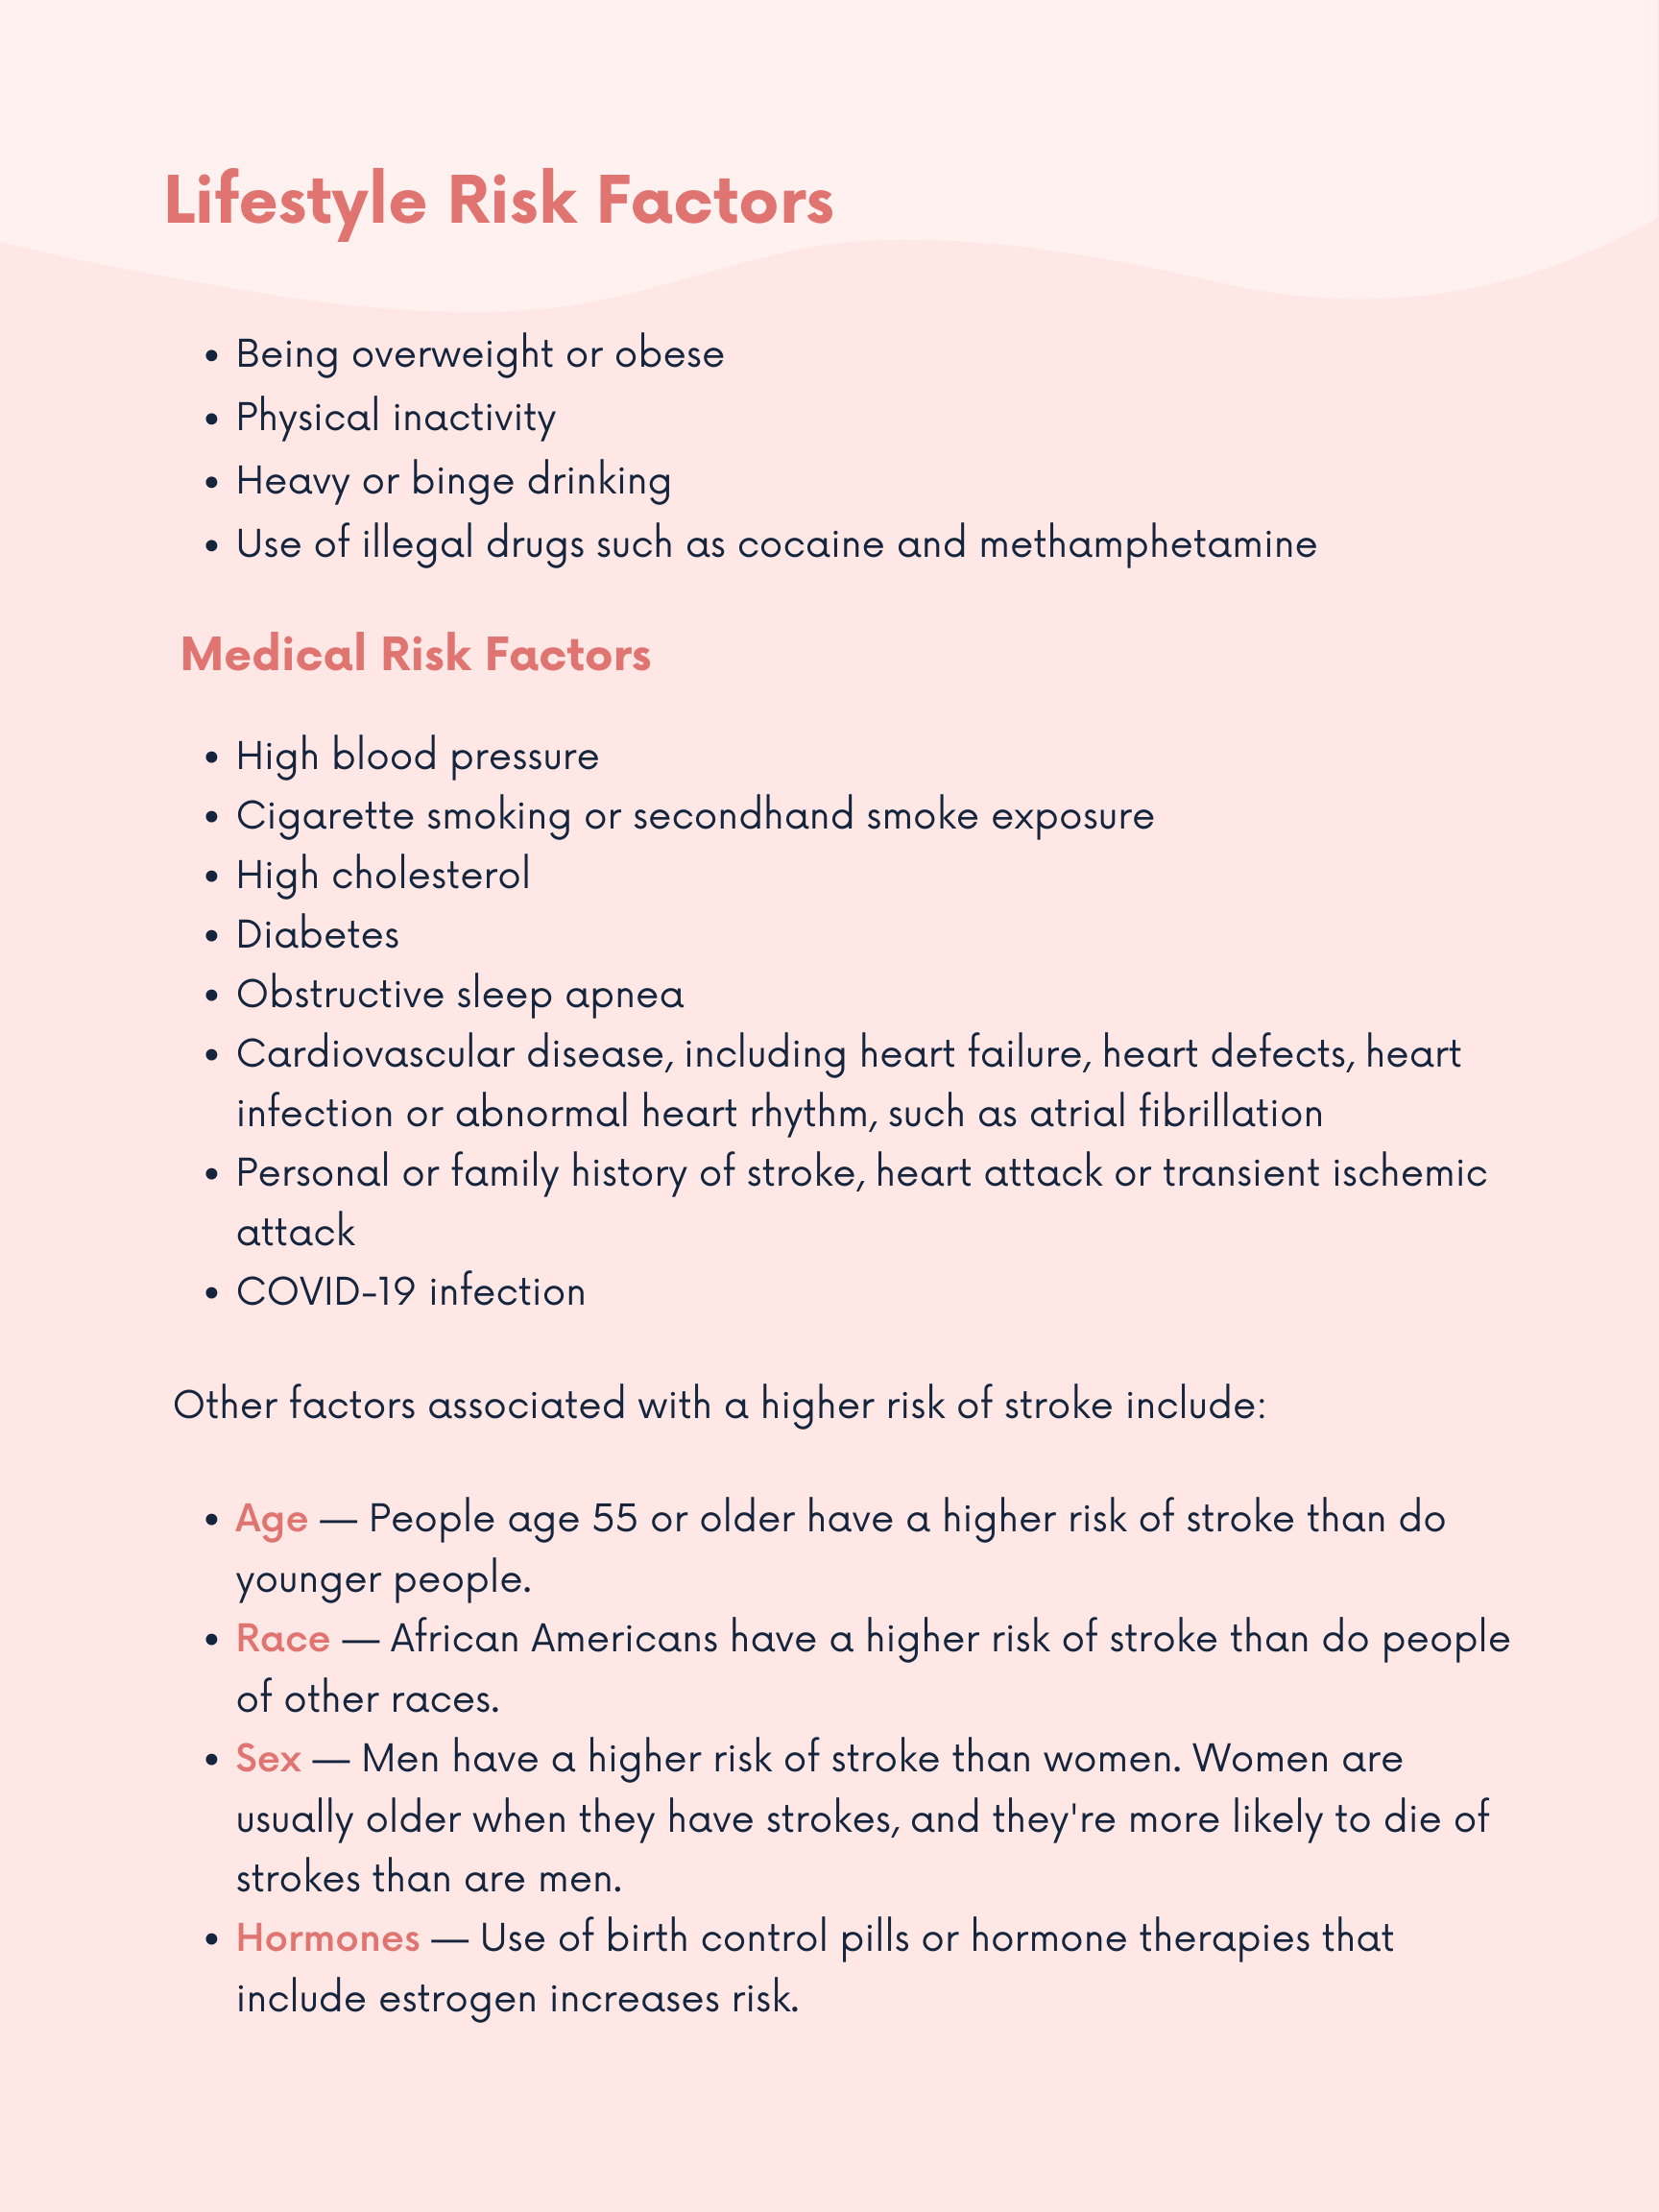 Lifestyle Risk Factors
• Being overweight or obese
• Physical inactivity
• Heavy or binge drinking
• Use of illegal drugs such as cocaine and methamphetamine
Medical Risk Factors
• High blood pressure
• Cigarette smoking or secondhand smoke exposure
• High cholesterol
• Diabetes
• Obstructive sleep apnea
• Cardiovascular disease, including heart failure, heart defects, heart
infection or abnormal heart rhythm, such as atrial fibrillation
• Personal or family history of stroke, heart attack or transient ischemic
attack
• COVID-19 infection
Other factors associated with a higher risk of stroke include:
• Age — People age 55 or older have a higher risk of stroke than do
younger people.
• Race — African Americans have a higher risk of stroke than do people
of other races.
• Sex — Men have a higher risk of stroke than women. Women are
usually older when they have strokes, and they're more likely to die of
strokes than are men.
• Hormones — Use of birth control pills or hormone therapies that
include estrogen increases risk.